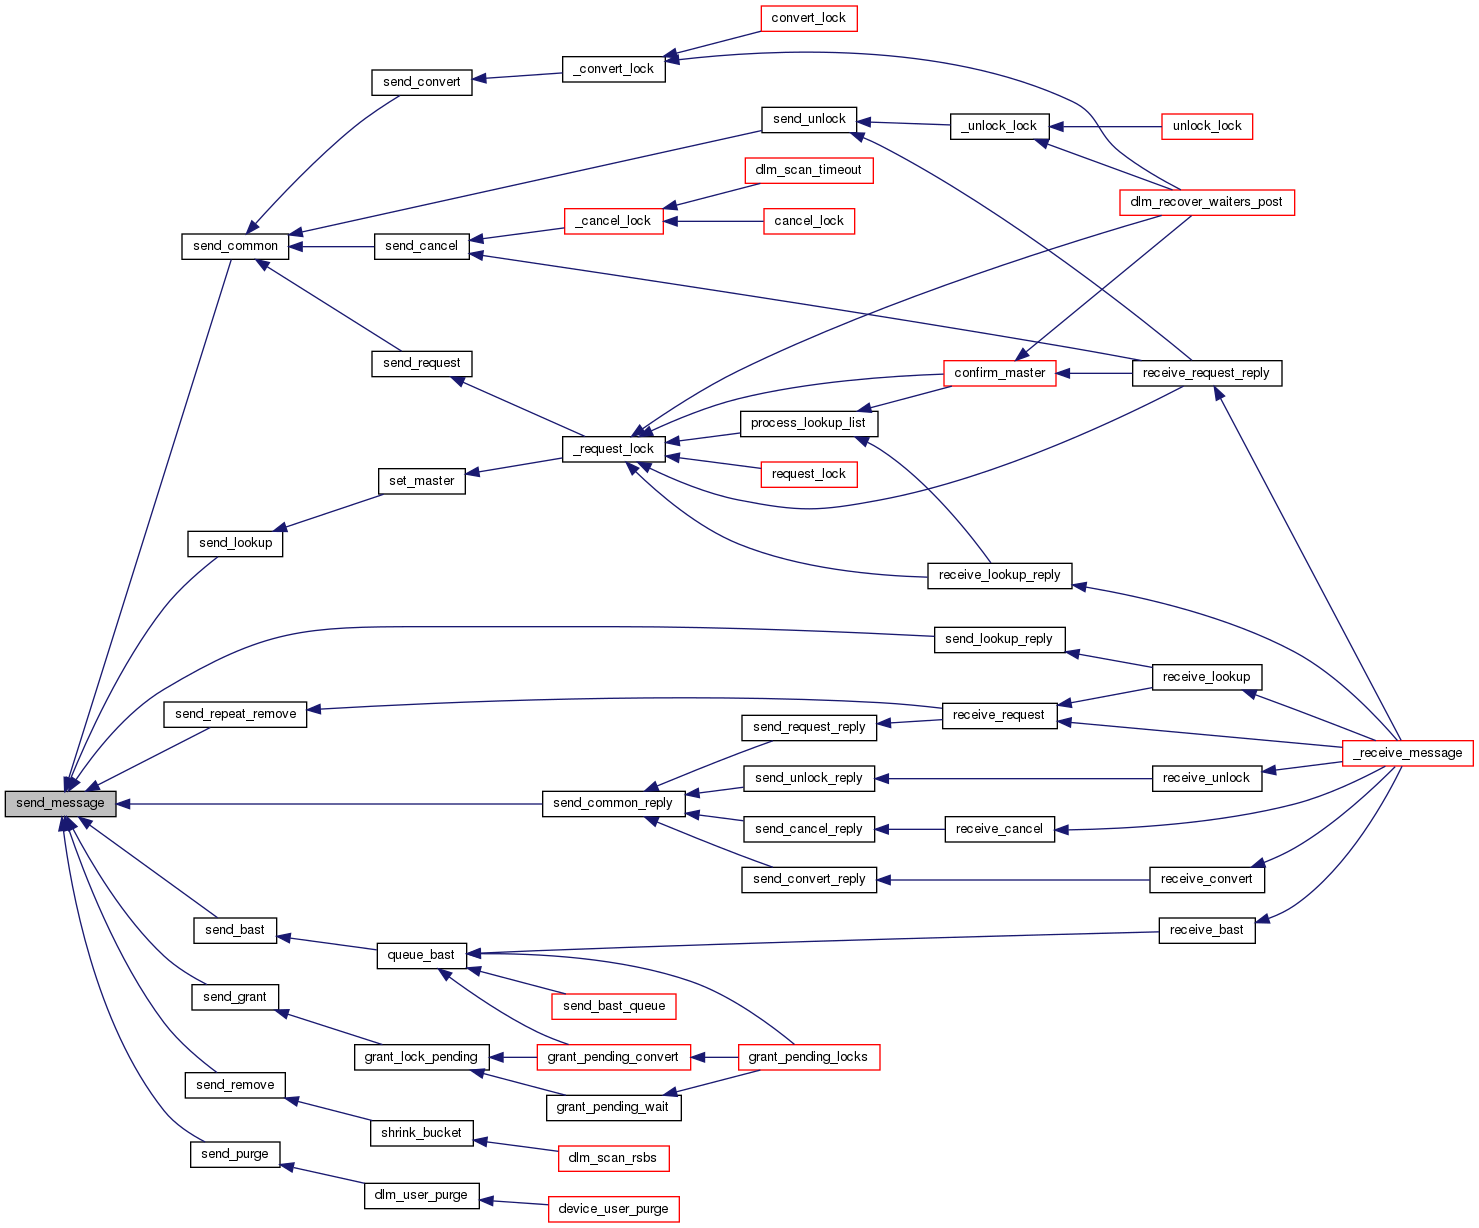 convert_lock
_convert_lock
send_convert
send_unlock
_unlock_lock
unlock_lock
dlm_scan_timeout
dlm_recover_waiters_post
_cancel_lock
cancel_lock
send_common
send_cancel
send_request
confirm_master
receive_request_reply
process_lookup_list
_request_lock
request_lock
set_master
send_lookup
receive_lookup_reply
send_lookup_reply
receive_lookup
send_repeat_remove
receive_request
send_request_reply
_receive_message
send_unlock_reply
receive_unlock
send_message
send_common_reply
send_cancel_reply
receive_cancel
send_convert_reply
receive_convert
send_bast
receive_bast
queue_bast
send_grant
send_bast_queue
grant_lock_pending
grant_pending_convert
grant_pending_locks
send_remove
grant_pending_wait
shrink_bucket
send_purge
dlm_scan_rsbs
dlm_user_purge
device_user_purge